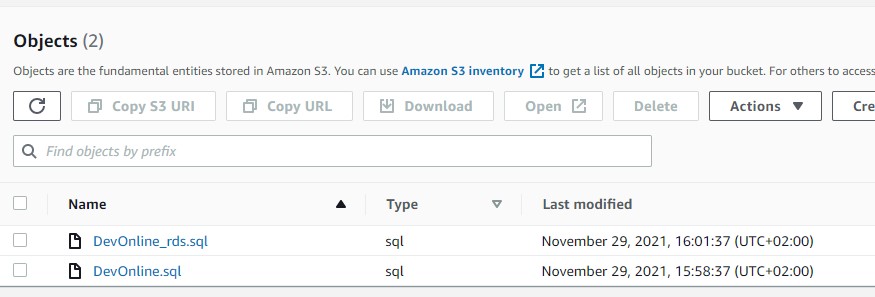 Objects (2)
Objects are the fundamental entities stored in Amazon S3. You can use Amazon S3 inventory to get a list of all objects in your bucket. For others to access
Copy S3 URI Copy URL Download Open Delete Actions Cre
Find objects by prefix
Name Type Last modified
DevOnline_rds.sql sql November 29, 2021, 16:01:37 (UTC+02:00)
DevOnline.sql sql November 29, 2021, 15:58:37 (UTC+02:00)